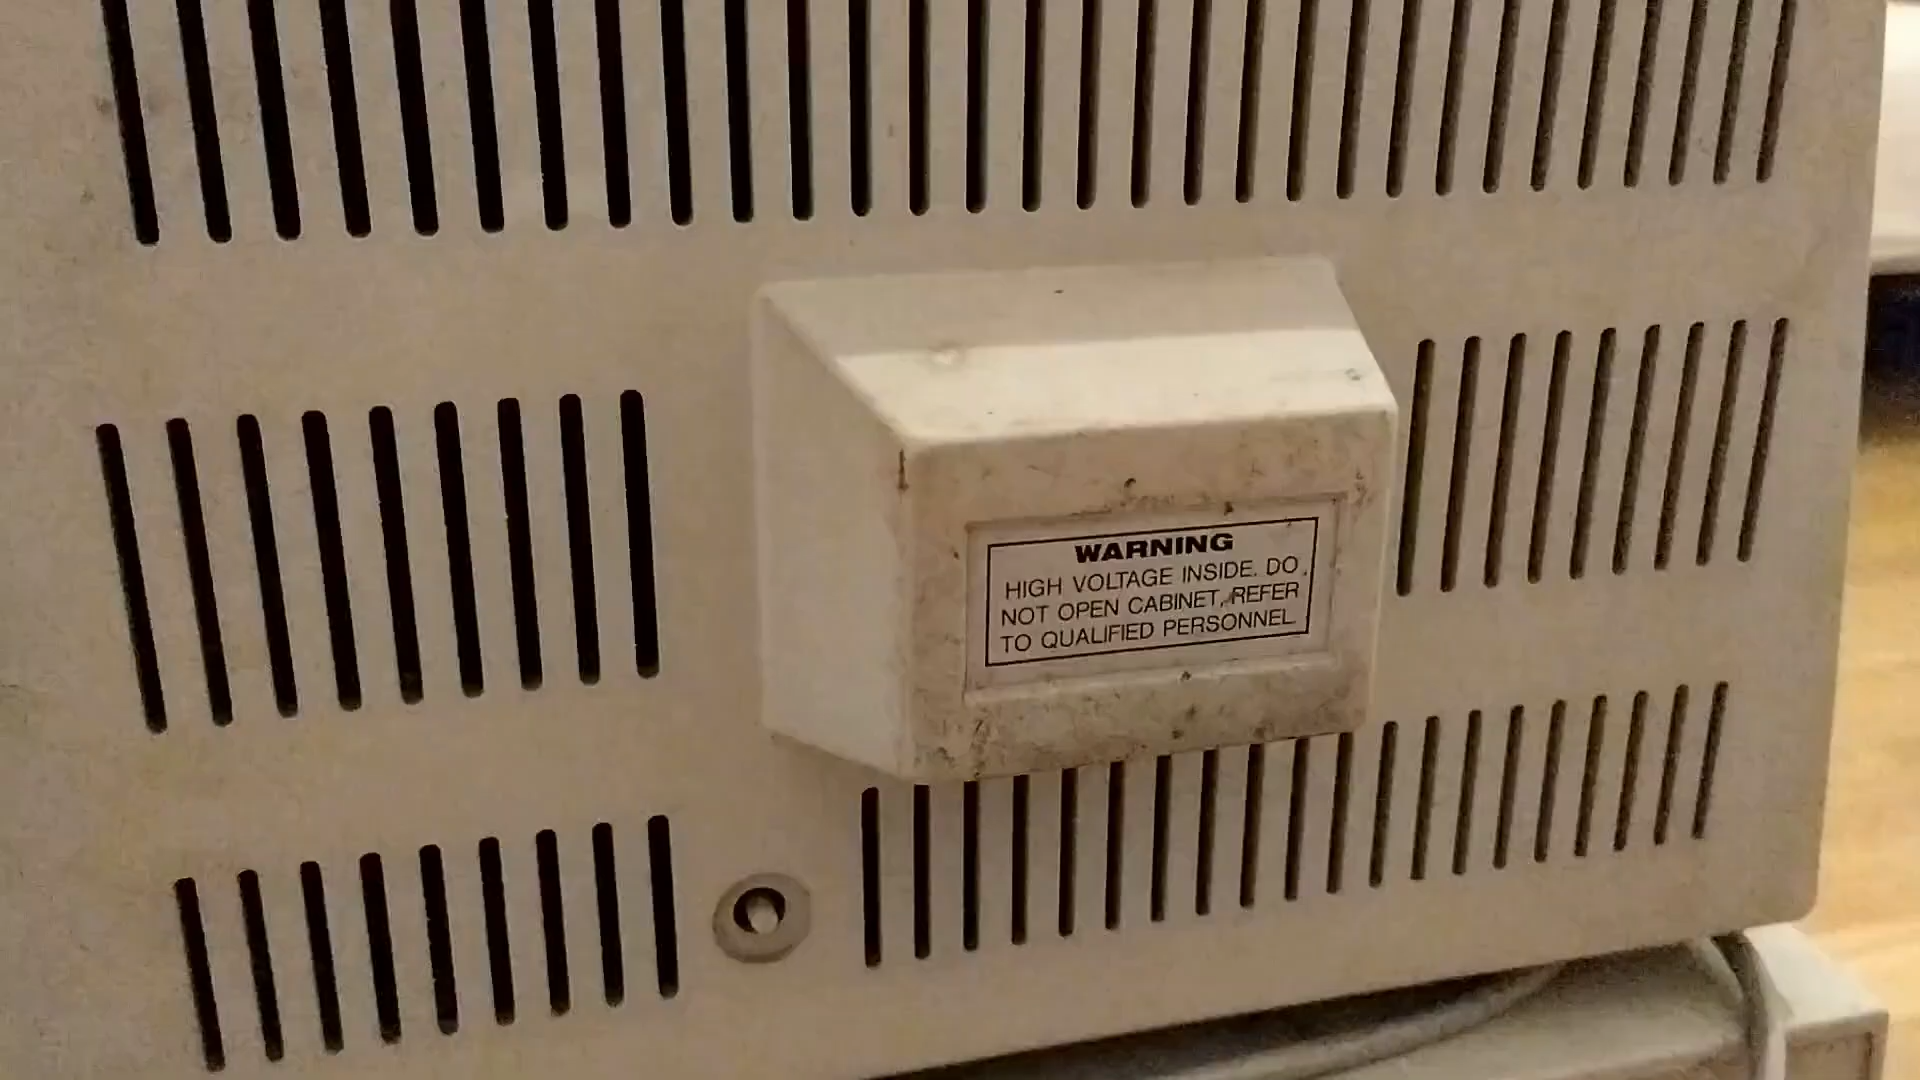 WARNING
HIGH VOLTAGE INSIDE. DO
NOT OPEN CABINET, REFER
TO QUALIFIED PERSONNEL.